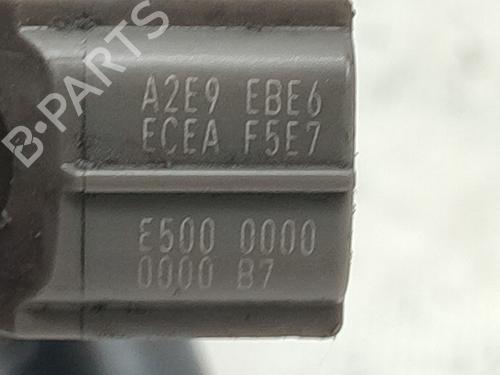 B-PARTS
A2E9 EBE6
ECEA F5E7
E500 0000
0000 B7